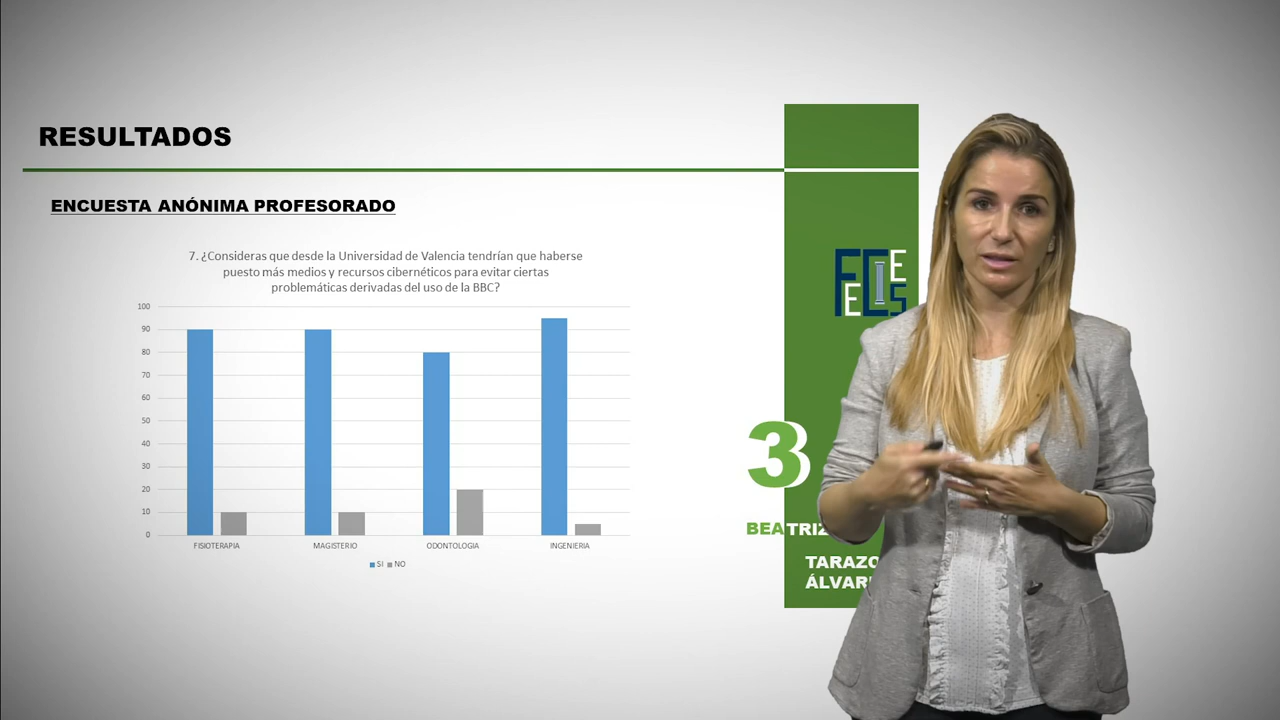 RESULTADOS
ENCUESTA ANÓNIMA PROFESORADO
7. ¿Consideras que desde la Universidad de Valencia tendrían que haberse
puesto más medios y recursos cibernéticos para evitar ciertas
problemáticas derivadas del uso de la BBC?
100
90
80
70
60
50
40
30
20
10
0
FISIOTERAPIA MAGISTERIO ODONTOLOGIA INGENIERIA
SI NO
FECIES
3
BEATRIZ